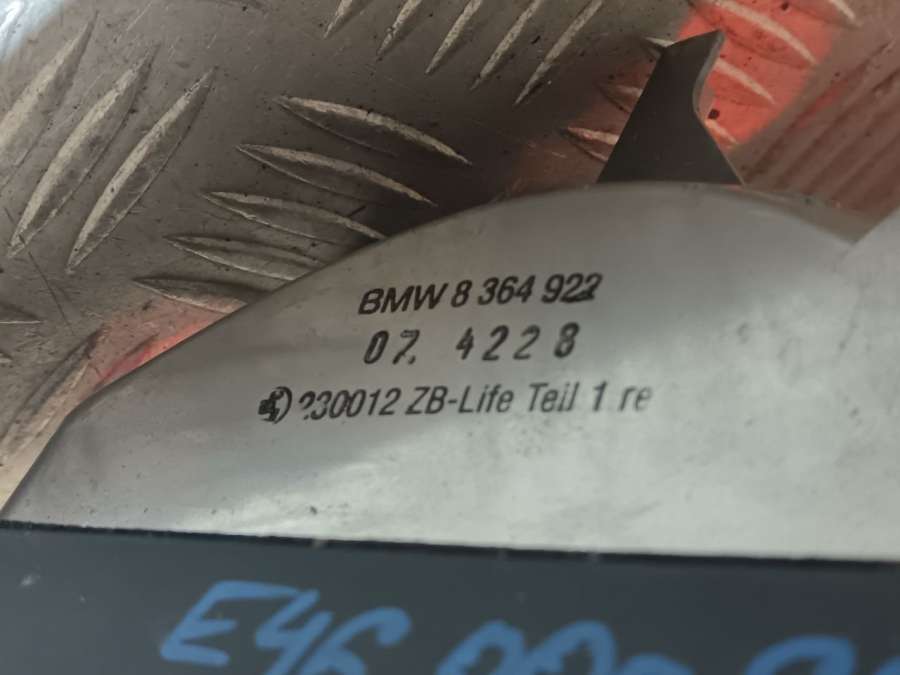 BMW 8 364 922
07. 4228
230012 ZB-Life Teil 1 re
E46